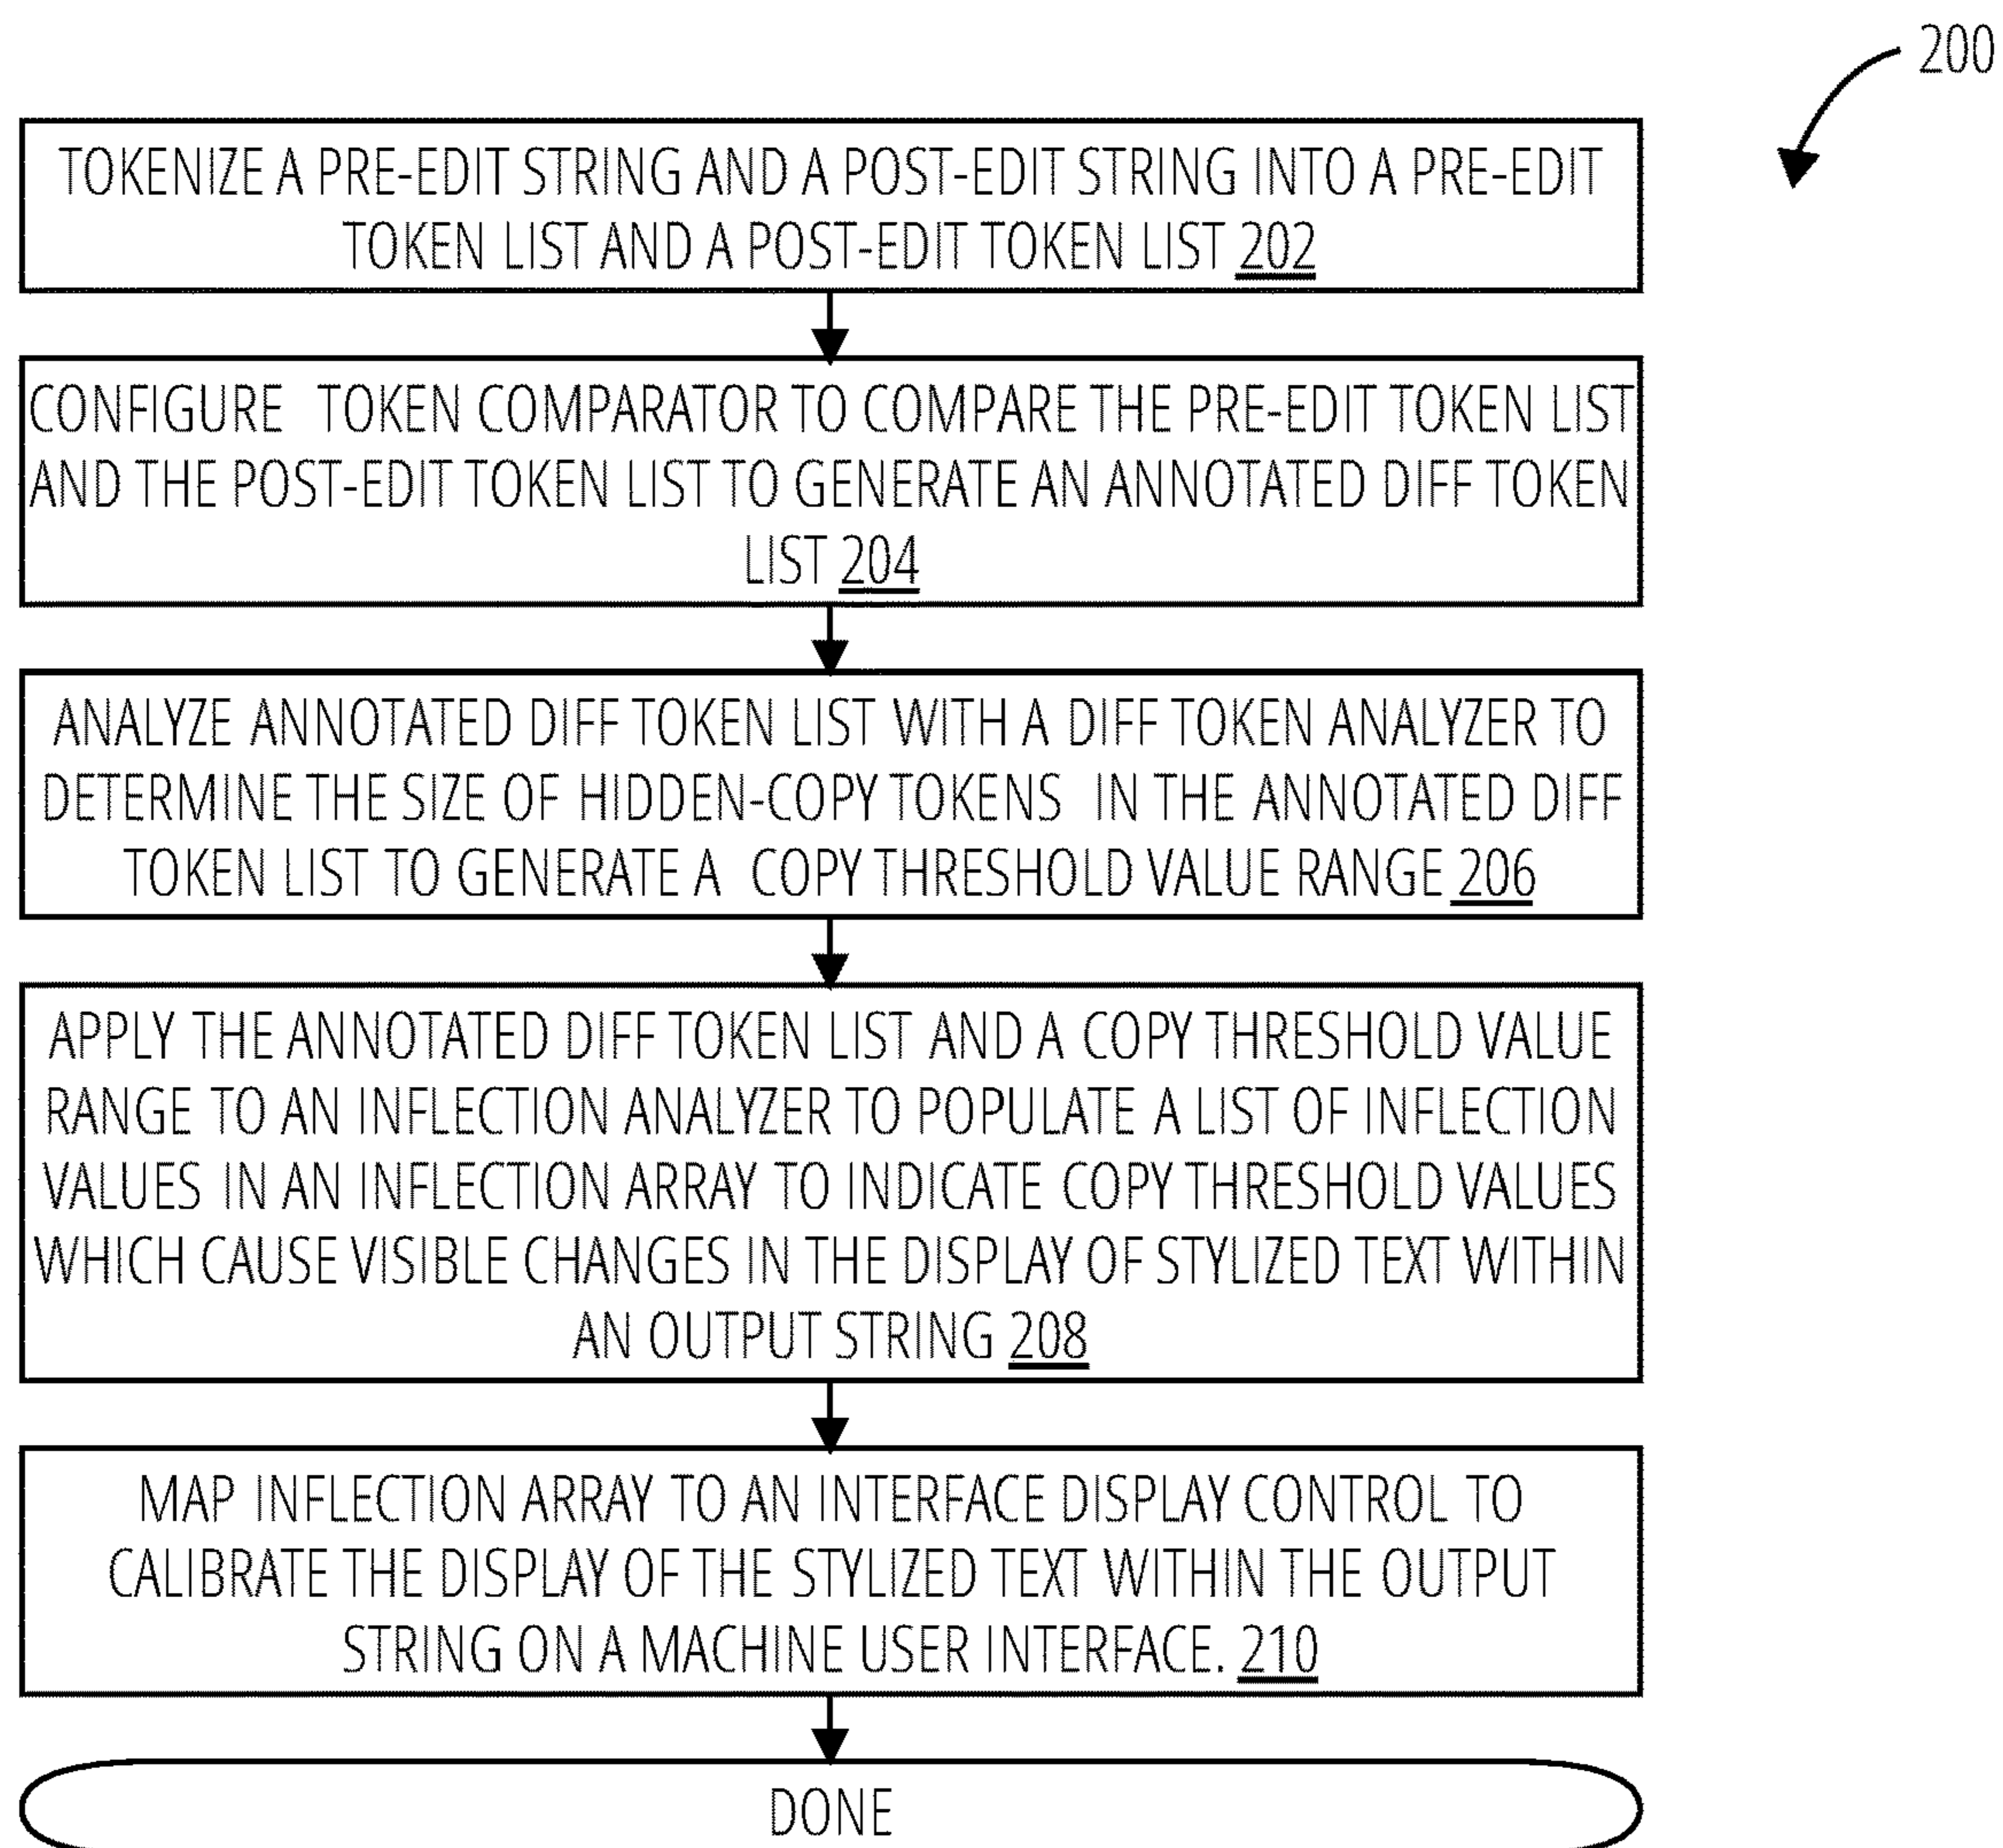 200
TOKENIZE A PRE-EDIT STRING AND A POST-EDIT STRING INTO A PRE-EDIT
TOKEN LIST AND A POST-EDIT TOKEN LIST 202
CONFIGURE TOKEN COMPARATOR TO COMPARE THE PRE-EDIT TOKEN LIST
AND THE POST-EDIT TOKEN LIST TO GENERATE AN ANNOTATED DIFF TOKEN
LIST 204
ANALYZE ANNOTATED DIFF TOKEN LIST WITH A DIFF TOKEN ANALYZER TO
DETERMINE THE SIZE OF HIDDEN-COPY TOKENS IN THE ANNOTATED DIFF
TOKEN LIST TO GENERATE A COPY THRESHOLD VALUE RANGE 206
APPLY THE ANNOTATED DIFF TOKEN LIST AND A COPY THRESHOLD VALUE
RANGE TO AN INFLECTION ANALYZER TO POPULATE A LIST OF INFLECTION
VALUES IN AN INFLECTION ARRAY TO INDICATE COPY THRESHOLD VALUES
WHICH CAUSE VISIBLE CHANGES IN THE DISPLAY OF STYLIZED TEXT WITHIN
AN OUTPUT STRING 208
MAP INFLECTION ARRAY TO AN INTERFACE DISPLAY CONTROL TO
CALIBRATE THE DISPLAY OF THE STYLIZED TEXT WITHIN THE OUTPUT
STRING ON A MACHINE USER INTERFACE. 210
DONE